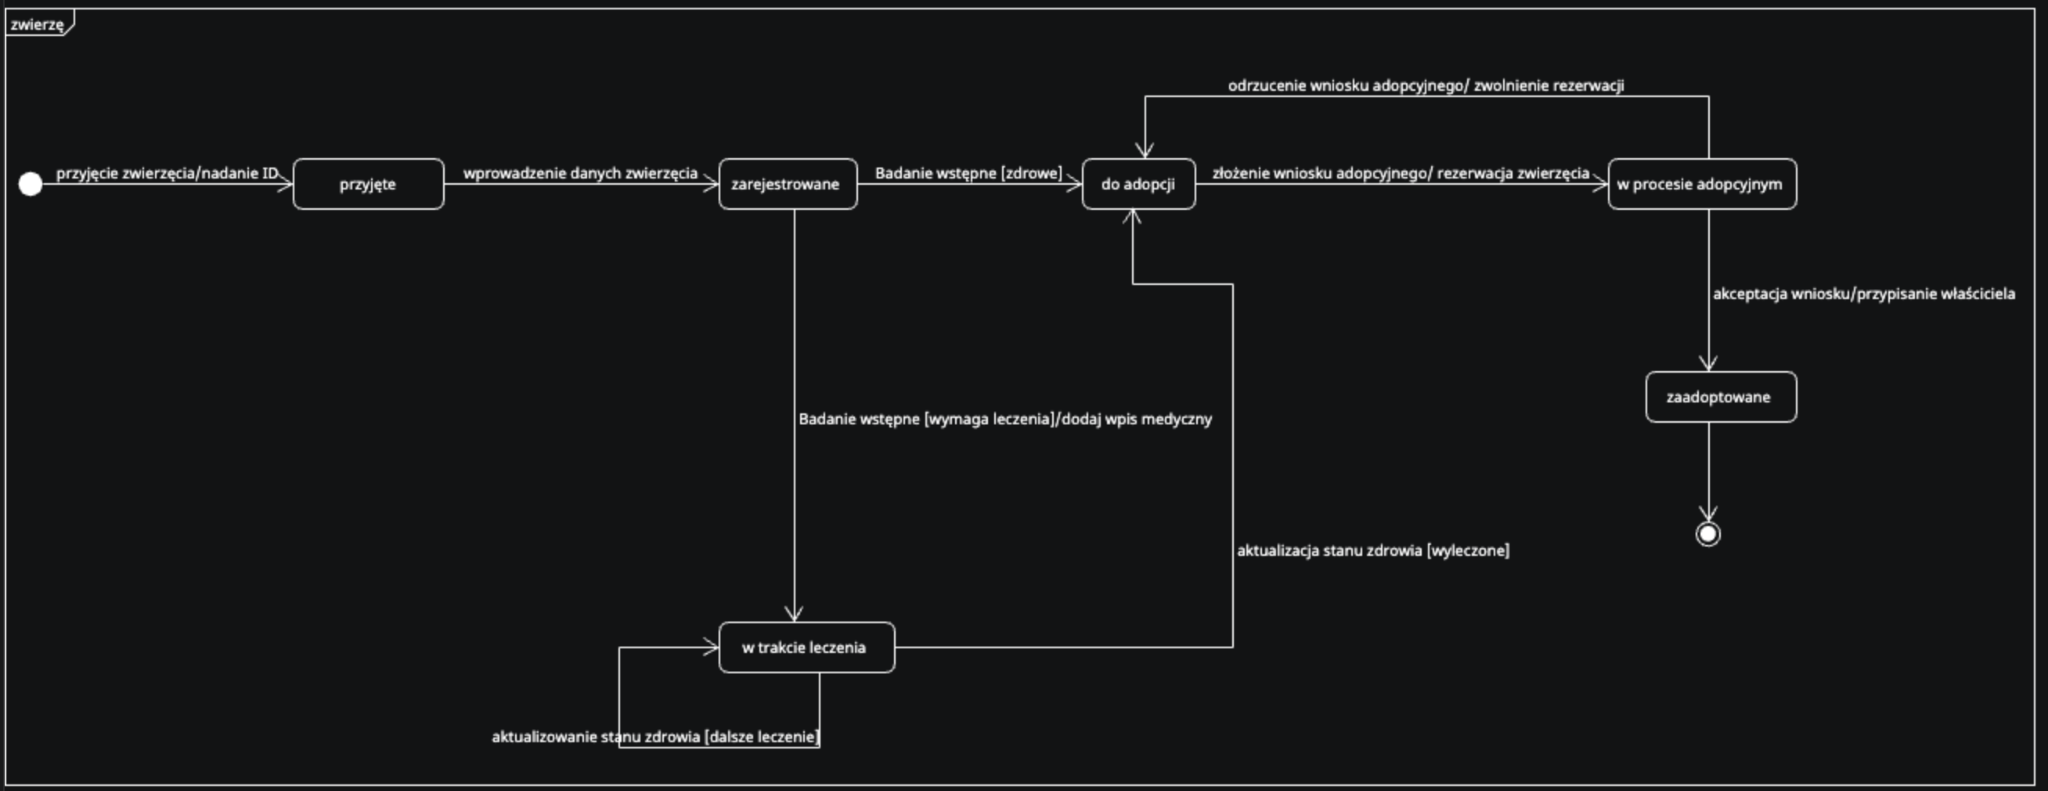 zwierzę
odrzucenie wniosku adopcyjnego/ zwolnienie rezerwacji
przyjęcie zwierzęcia/nadanie ID
przyjęte
wprowadzenie danych zwierzęcia
zarejestrowane
Badanie wstępne [zdrowe]
do adopcji
złożenie wniosku adopcyjnego/ rezerwacja zwierzęcia
w procesie adopcyjnym
akceptacja wniosku/przypisanie właściciela
zaadoptowane
Badanie wstępne [wymaga leczenia]/dodaj wpis medyczny
aktualizacja stanu zdrowia [wyleczone]
w trakcie leczenia
aktualizowanie stanu zdrowia [dalsze leczenie]